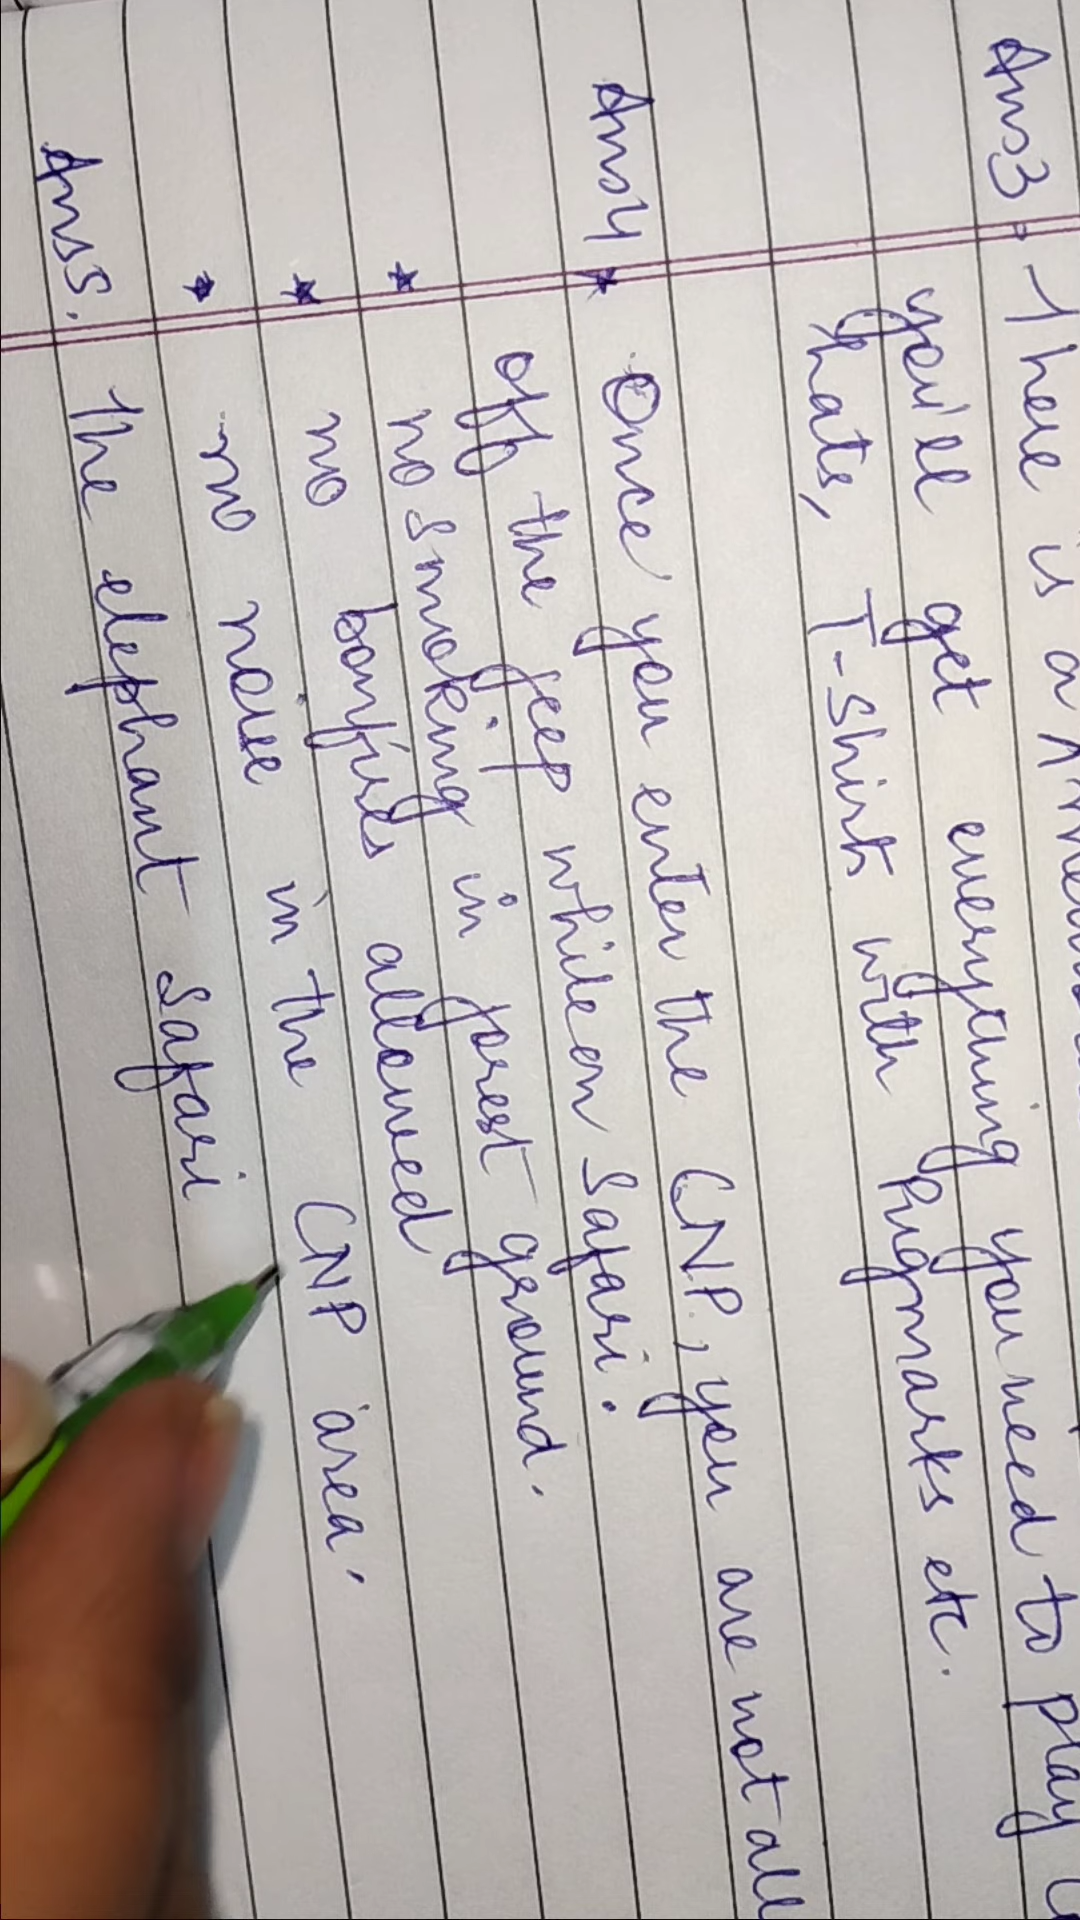 Ans3. There is a
you'll get everything you need to play
hats, T-Shirt with Pugmarks etc.
Ans4 * Once you enter the CNP, you are not all
off the jeep while on Safari.
* no smoking in forest ground.
* no bonfires allowed
* no noise in the CNP area.
Ans5. The elephant Safari